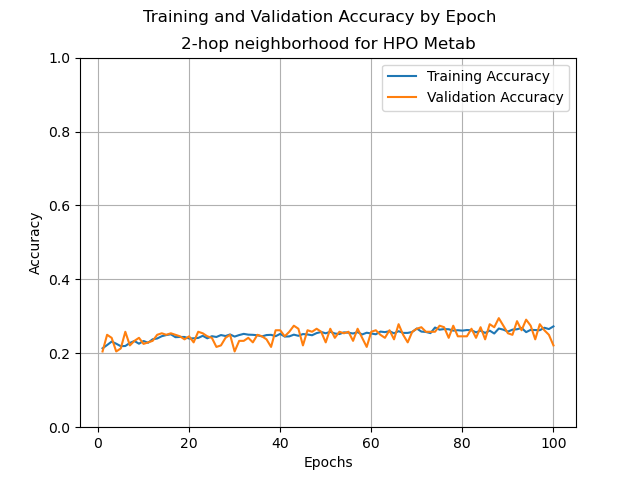 Training and Validation Accuracy by Epoch
2-hop neighborhood for HPO Metab
1.0
0.8
0.6
0.4
0.2
0.0
Accuracy
Training Accuracy
Validation Accuracy
0 20 40 60 80 100
Epochs